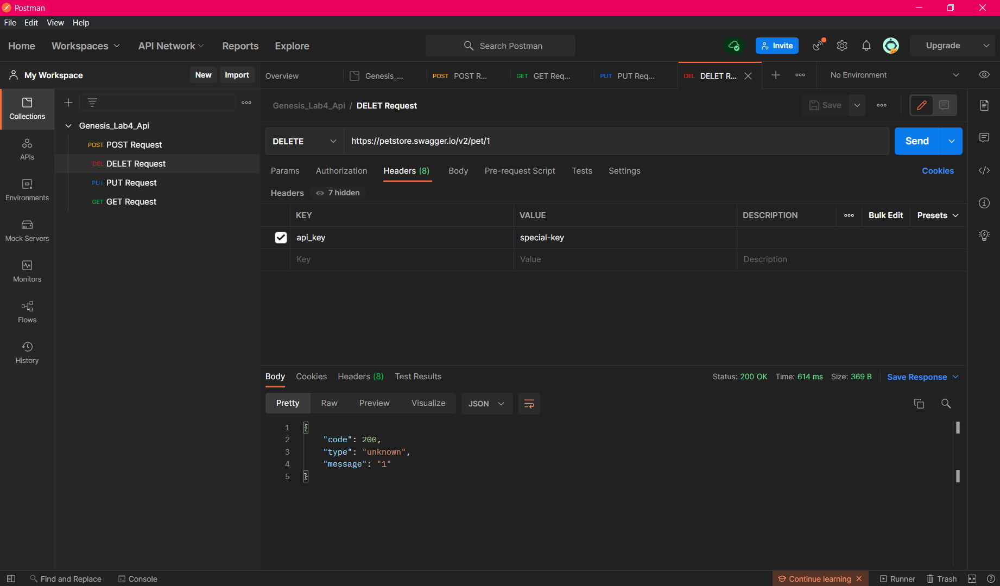 Postman
File Edit View Help
Home Workspaces API Network Reports Explore Search Postman Invite Upgrade
My Workspace New Import
Overview Genesis_... POST POST R... GET GET Req... PUT PUT Req... DEL DELET R... No Environment
Collections
APIs
Environments
Mock Servers
Monitors
Flows
History
Genesis_Lab4_Api
POST POST Request
DEL DELET Request
PUT PUT Request
GET GET Request
Genesis_Lab4_Api / DELET Request Save
DELETE https://petstore.swagger.io/v2/pet/1 Send
Params Authorization Headers (8) Body Pre-request Script Tests Settings Cookies
Headers 7 hidden
KEY VALUE DESCRIPTION Bulk Edit Presets
api_key special-key
Key Value Description
Body Cookies Headers (8) Test Results Status: 200 OK Time: 614 ms Size: 369 B Save Response
Pretty Raw Preview Visualize JSON
1 {
2 "code": 200,
3 "type": "unknown",
4 "message": "1"
5 }
Find and Replace Console Continue learning Runner Trash